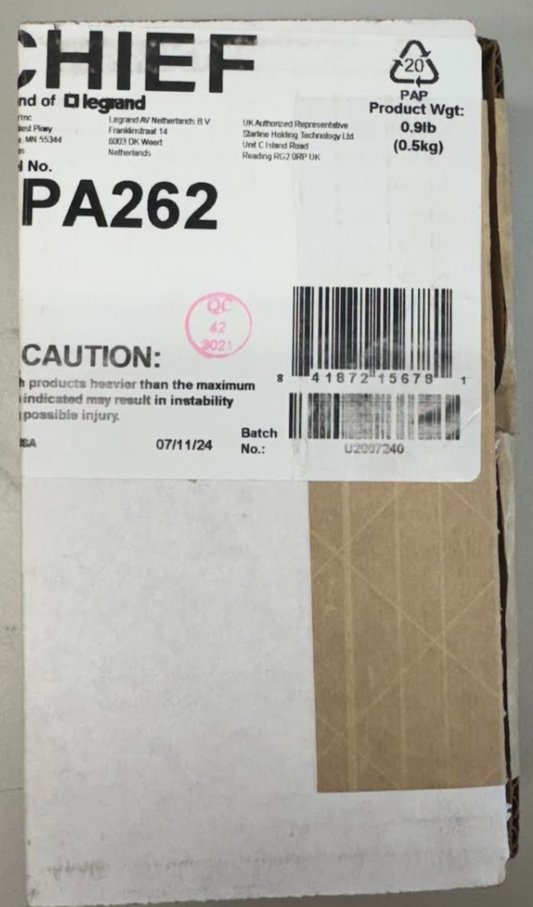 CHIEF
nd of legrand
Legrand AV Netherlands B.V
Franklinstraat 14
6003 DK Weert
Netherlands
UK Authorized Representative
Starline Holding Technology Ltd
Unit C Island Road
Reading RG2 0RP UK
, MN 55344
20
PAP
Product Wgt:
0.9lb
(0.5kg)
No.
PA262
QC
42
2021
CAUTION:
products heavier than the maximum
indicated may result in instability
possible injury.
8 41872 15679 1
07/11/24
Batch
No.:
U2007240